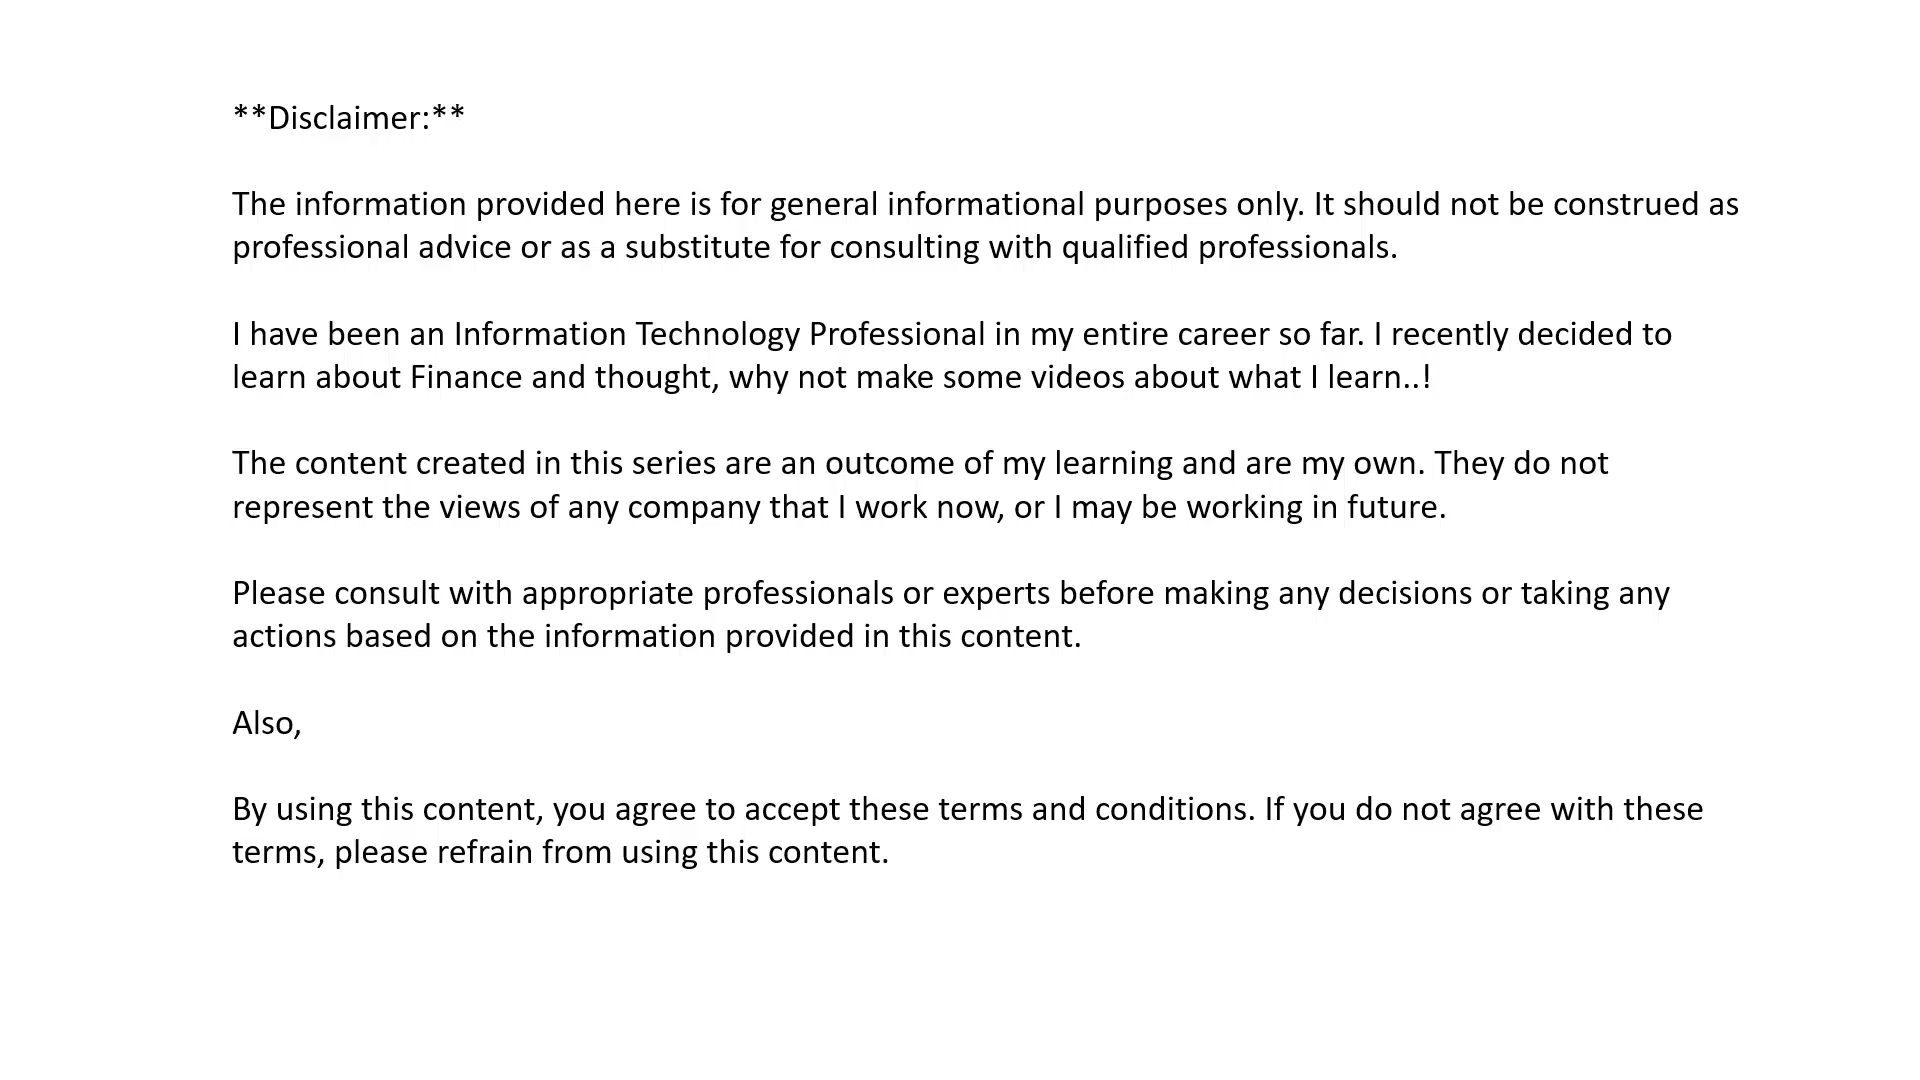 **Disclaimer:**
The information provided here is for general informational purposes only. It should not be construed as
professional advice or as a substitute for consulting with qualified professionals.
I have been an Information Technology Professional in my entire career so far. I recently decided to
learn about Finance and thought, why not make some videos about what I learn..!
The content created in this series are an outcome of my learning and are my own. They do not
represent the views of any company that I work now, or I may be working in future.
Please consult with appropriate professionals or experts before making any decisions or taking any
actions based on the information provided in this content.
Also,
By using this content, you agree to accept these terms and conditions. If you do not agree with these
terms, please refrain from using this content.